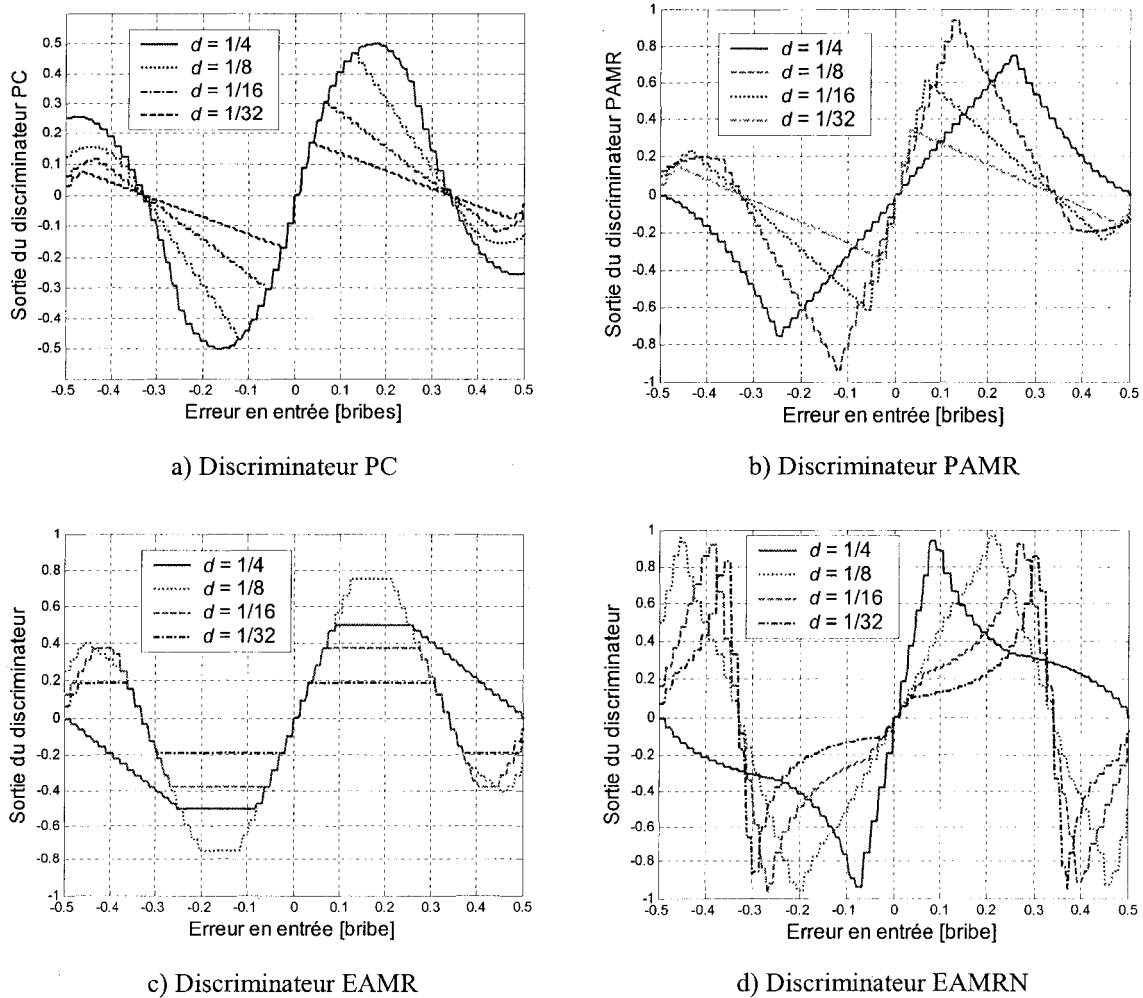 Sortie du discriminateur PC
0.5
0.4
0.3
0.2
0.1
0
-0.1
-0.2
-0.3
-0.4
-0.5
d = 1/4
d = 1/8
d = 1/16
d = 1/32
-0.5 -0.4 -0.3 -0.2 -0.1 0 0.1 0.2 0.3 0.4 0.5
Erreur en entrée [bribes]
a) Discriminateur PC
Sortie du discriminateur PAMR
1
0.8
0.6
0.4
0.2
0
-0.2
-0.4
-0.6
-0.8
-1
d = 1/4
d = 1/8
d = 1/16
d = 1/32
-0.5 -0.4 -0.3 -0.2 -0.1 0 0.1 0.2 0.3 0.4 0.5
Erreur en entrée [bribes]
b) Discriminateur PAMR
Sortie du discriminateur
1
0.8
0.6
0.4
0.2
0
-0.2
-0.4
-0.6
-0.8
-1
d = 1/4
d = 1/8
d = 1/16
d = 1/32
-0.5 -0.4 -0.3 -0.2 -0.1 0 0.1 0.2 0.3 0.4 0.5
Erreur en entrée [bribe]
c) Discriminateur EAMR
Sortie du discriminateur
1
0.8
0.6
0.4
0.2
0
-0.2
-0.4
-0.6
-0.8
-1
d = 1/4
d = 1/8
d = 1/16
d = 1/32
-0.5 -0.4 -0.3 -0.2 -0.1 0 0.1 0.2 0.3 0.4 0.5
Erreur en entrée [bribe]
d) Discriminateur EAMRN